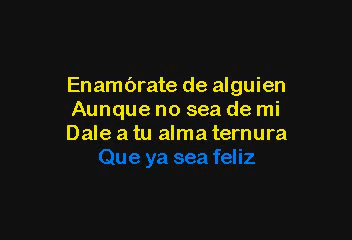 Enamórate de alguien
Aunque no sea de mi
Dale a tu alma ternura
Que ya sea feliz